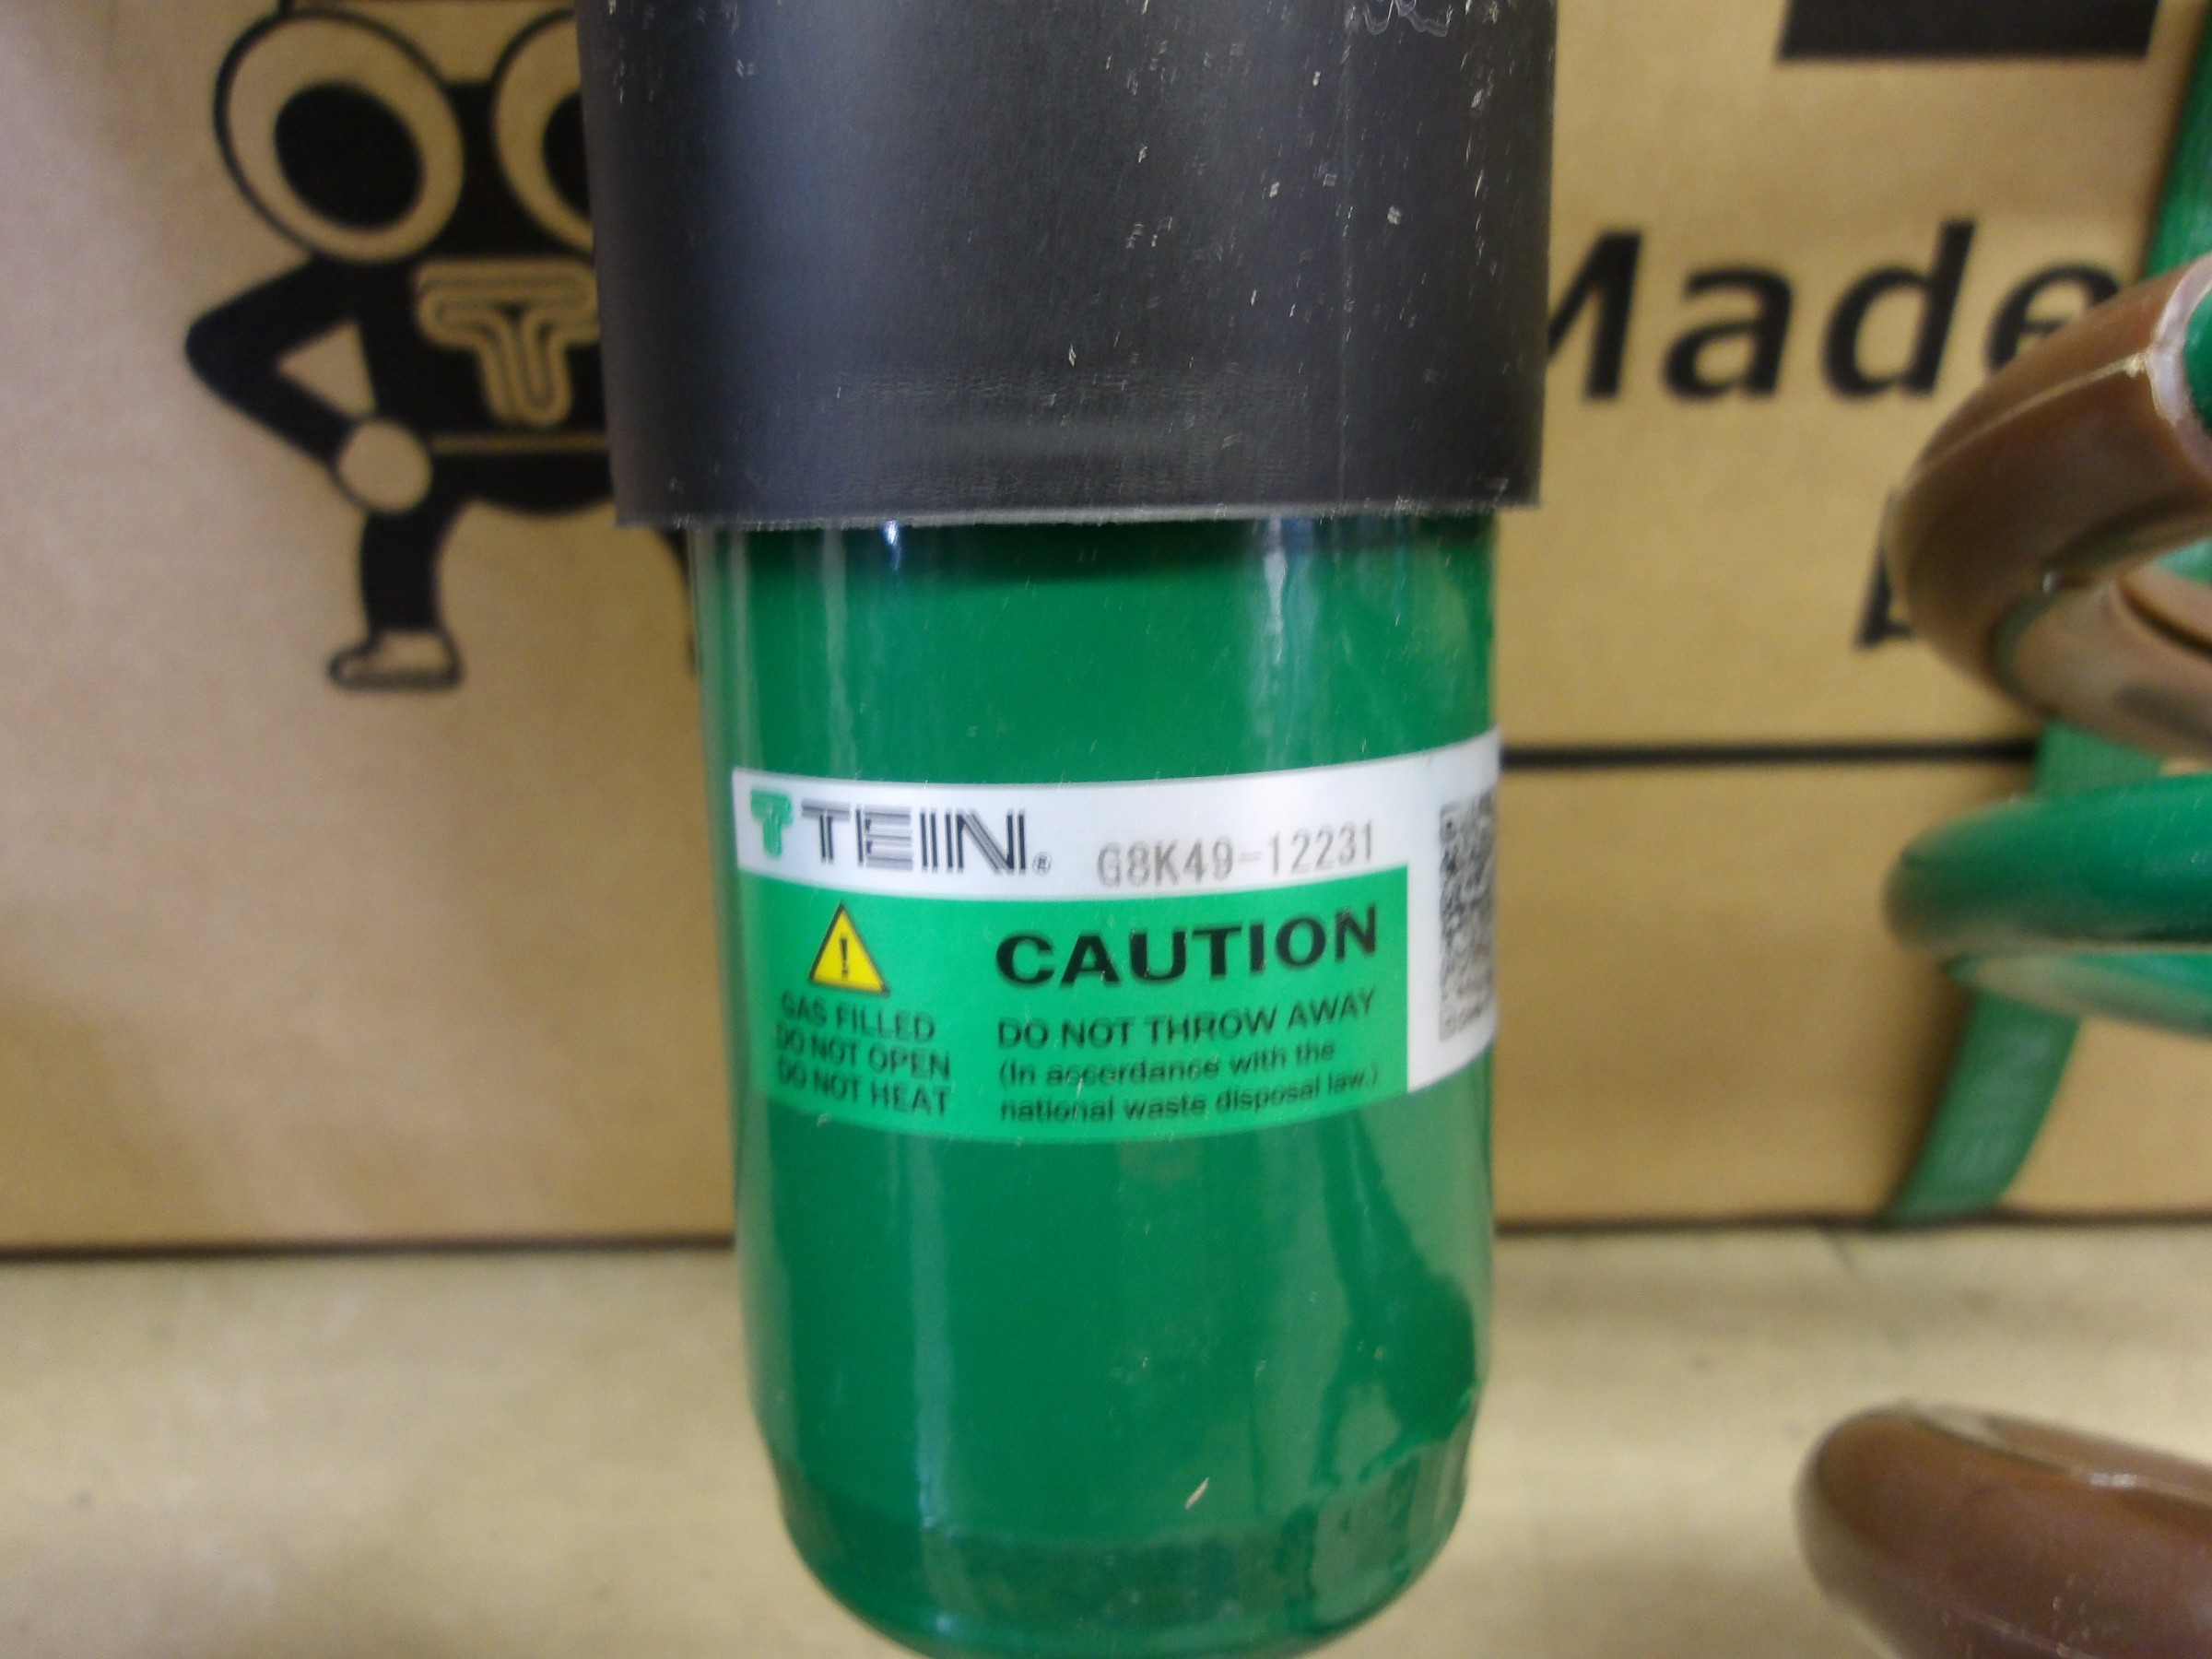 Made
TEIN®
G8K49-12231
CAUTION
GAS FILLED
DO NOT OPEN
DO NOT HEAT
DO NOT THROW AWAY
(In accordance with the
national waste disposal law.)